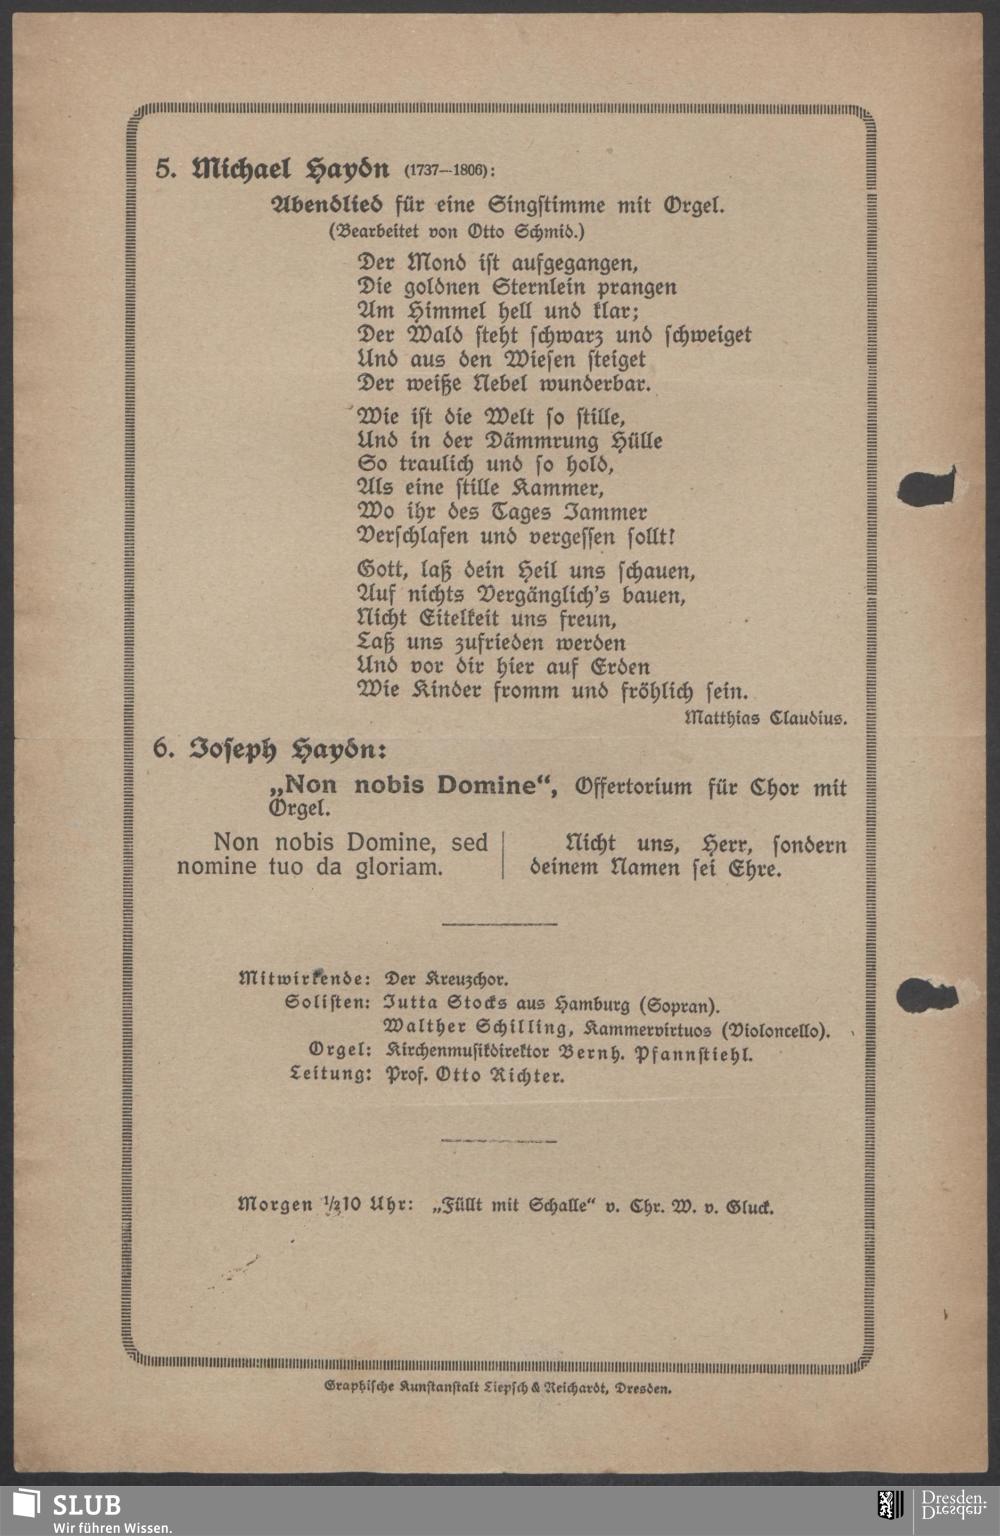 5. Michael Haydn (1737—1806):
Abendlied für eine Singstimme mit Orgel.
(Bearbeitet von Otto Schmid.)
Der Mond ist aufgegangen,
Die goldnen Sternlein prangen
Am Himmel hell und klar;
Der Wald steht schwarz und schweiget
Und aus den Wiesen steiget
Der weiße Nebel wunderbar.
Wie ist die Welt so stille,
Und in der Dämmrung Hülle
So traulich und so hold,
Als eine stille Kammer,
Wo ihr des Tages Jammer
Verschlafen und vergessen sollt!
Gott, laß dein Heil uns schauen,
Auf nichts Vergänglich's bauen,
Nicht Eitelkeit uns freun,
Laß uns zufrieden werden
Und vor dir hier auf Erden
Wie Kinder fromm und fröhlich sein.
Matthias Claudius.
6. Joseph Haydn:
„Non nobis Domine“, Offertorium für Chor mit
Orgel.
Non nobis Domine, sed
nomine tuo da gloriam.
Nicht uns, Herr, sondern
deinem Namen sei Ehre.
Mitwirkende: Der Kreuzchor.
Solisten: Jutta Stocks aus Hamburg (Sopran).
Walther Schilling, Kammervirtuos (Violoncello).
Orgel: Kirchenmusikdirektor Bernh. Pfannstiehl.
Leitung: Prof. Otto Richter.
Morgen ½10 Uhr: „Füllt mit Schalle“ v. Chr. W. v. Gluck.
Graphische Kunstanstalt Liepsch & Reichardt, Dresden.
SLUB
Wir führen Wissen.
Dresden.
Dresden.